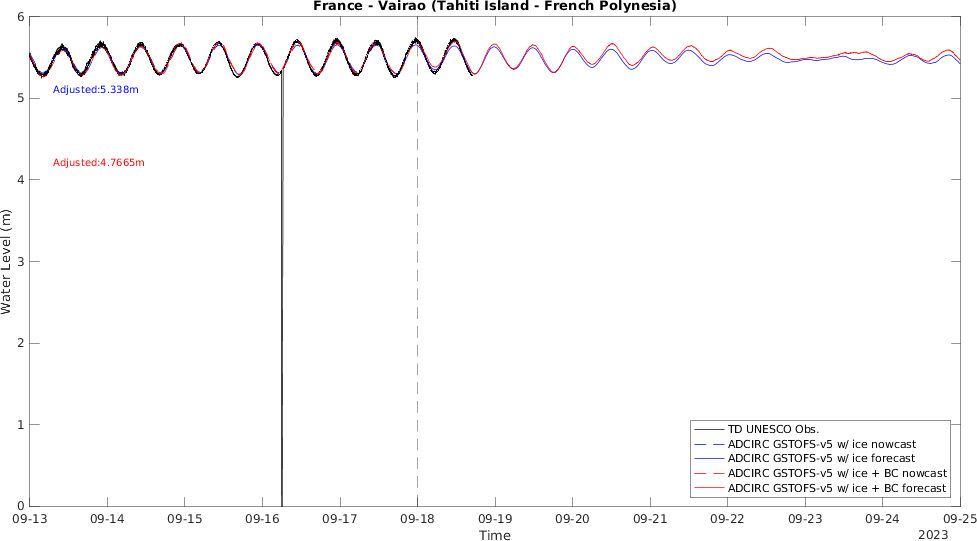 France - Vairao (Tahiti Island - French Polynesia)
6
5
4
3
2
1
0
Water Level (m)
Adjusted:5.338m
Adjusted:4.7665m
TD UNESCO Obs.
ADCIRC GSTOFS-v5 w/ ice nowcast
ADCIRC GSTOFS-v5 w/ ice forecast
ADCIRC GSTOFS-v5 w/ ice + BC nowcast
ADCIRC GSTOFS-v5 w/ ice + BC forecast
09-13 09-14 09-15 09-16 09-17 09-18 09-19 09-20 09-21 09-22 09-23 09-24 09-25
Time
2023